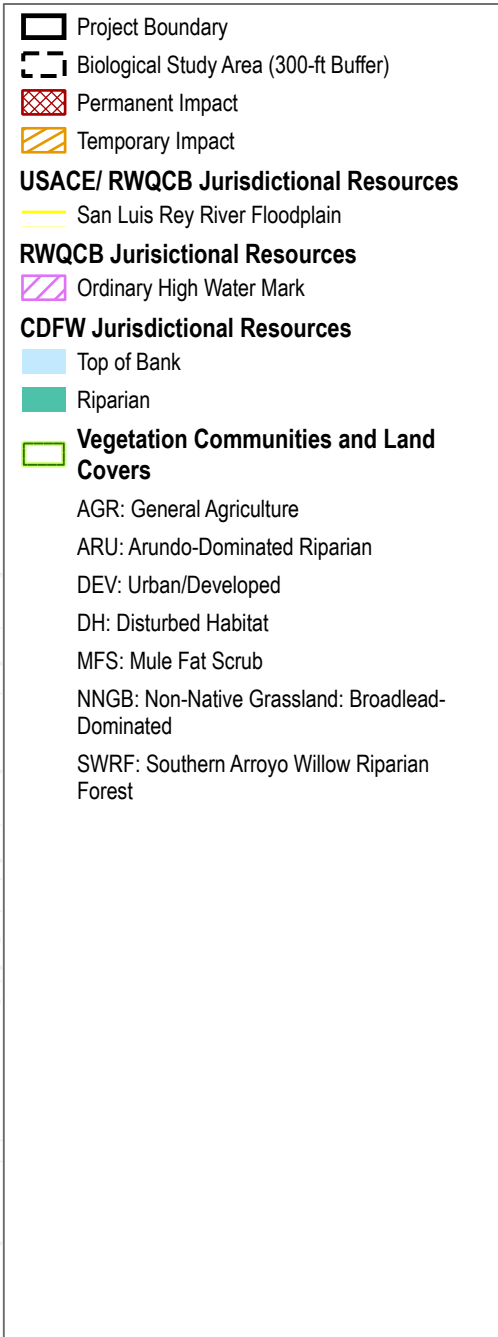 Project Boundary
Biological Study Area (300-ft Buffer)
Permanent Impact
Temporary Impact
USACE/ RWQCB Jurisdictional Resources
San Luis Rey River Floodplain
RWQCB Jurisictional Resources
Ordinary High Water Mark
CDFW Jurisdictional Resources
Top of Bank
Riparian
Vegetation Communities and Land
Covers
AGR: General Agriculture
ARU: Arundo-Dominated Riparian
DEV: Urban/Developed
DH: Disturbed Habitat
MFS: Mule Fat Scrub
NNGB: Non-Native Grassland: Broadlead-
Dominated
SWRF: Southern Arroyo Willow Riparian
Forest